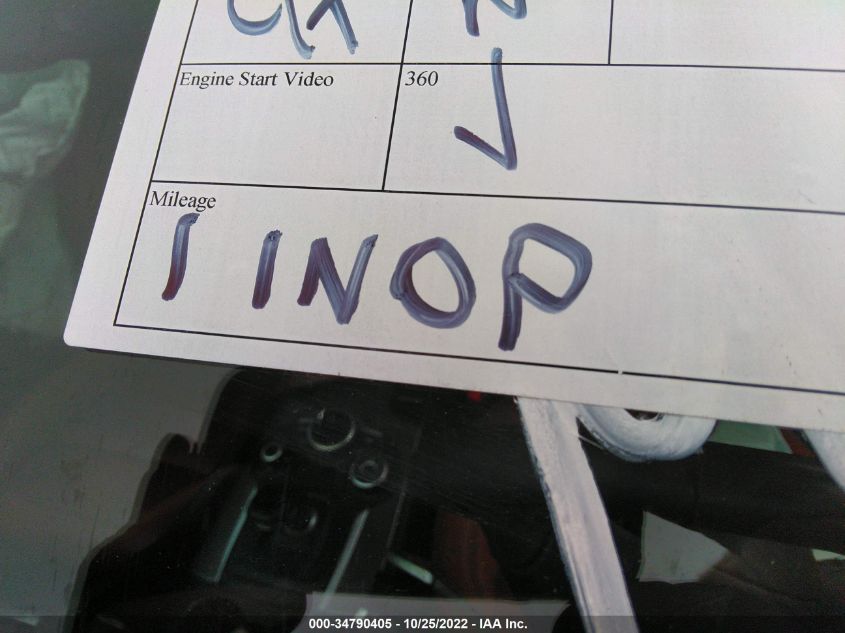 Engine Start Video 360
✓
Mileage
1 INOP
000-34790405 - 10/25/2022 - IAA Inc.